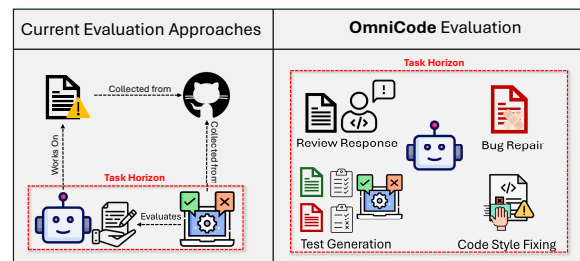 Current Evaluation Approaches
Collected from
Works On
Collected from
Task Horizon
Evaluates
OmniCode Evaluation
Task Horizon
Review Response
Bug Repair
Test Generation
Code Style Fixing